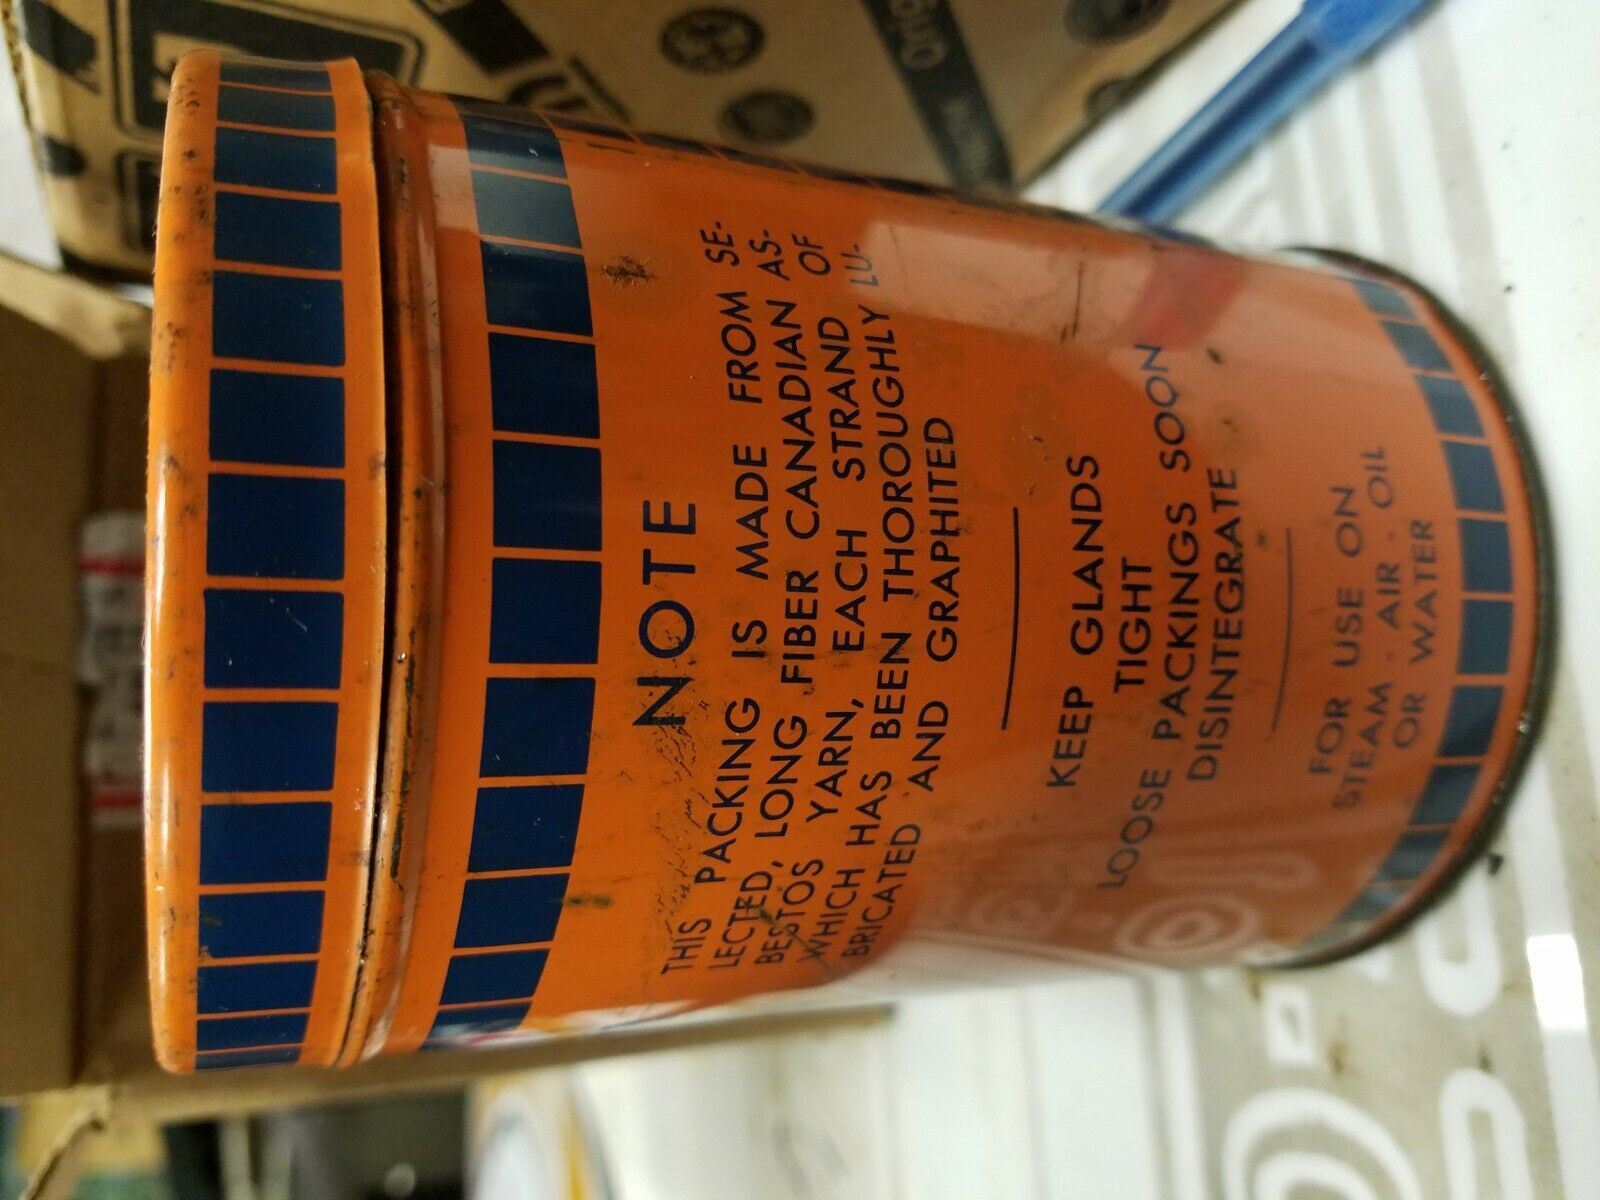 NOTE
THIS PACKING IS MADE FROM SE-
LECTED, LONG FIBER CANADIAN AS-
BESTOS YARN, EACH STRAND OF
WHICH HAS BEEN THOROUGHLY LU-
BRICATED AND GRAPHITED
KEEP GLANDS
TIGHT
LOOSE PACKINGS SOON
DISINTEGRATE
FOR USE ON
STEAM - AIR - OIL
OR WATER